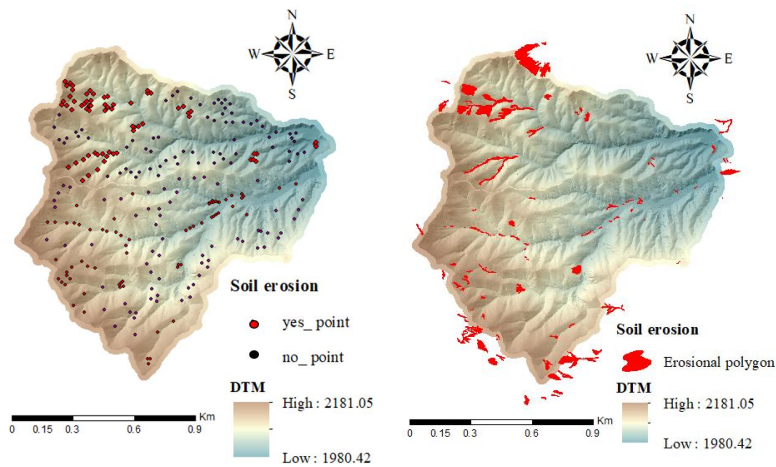 N
W E
S
Soil erosion
yes_ point
no_ point
DTM
High : 2181.05
Low : 1980.42
Km
0 0.15 0.3 0.6 0.9
N
W E
S
Soil erosion
Erosional polygon
DTM
High : 2181.05
Low : 1980.42
Km
0 0.15 0.3 0.6 0.9